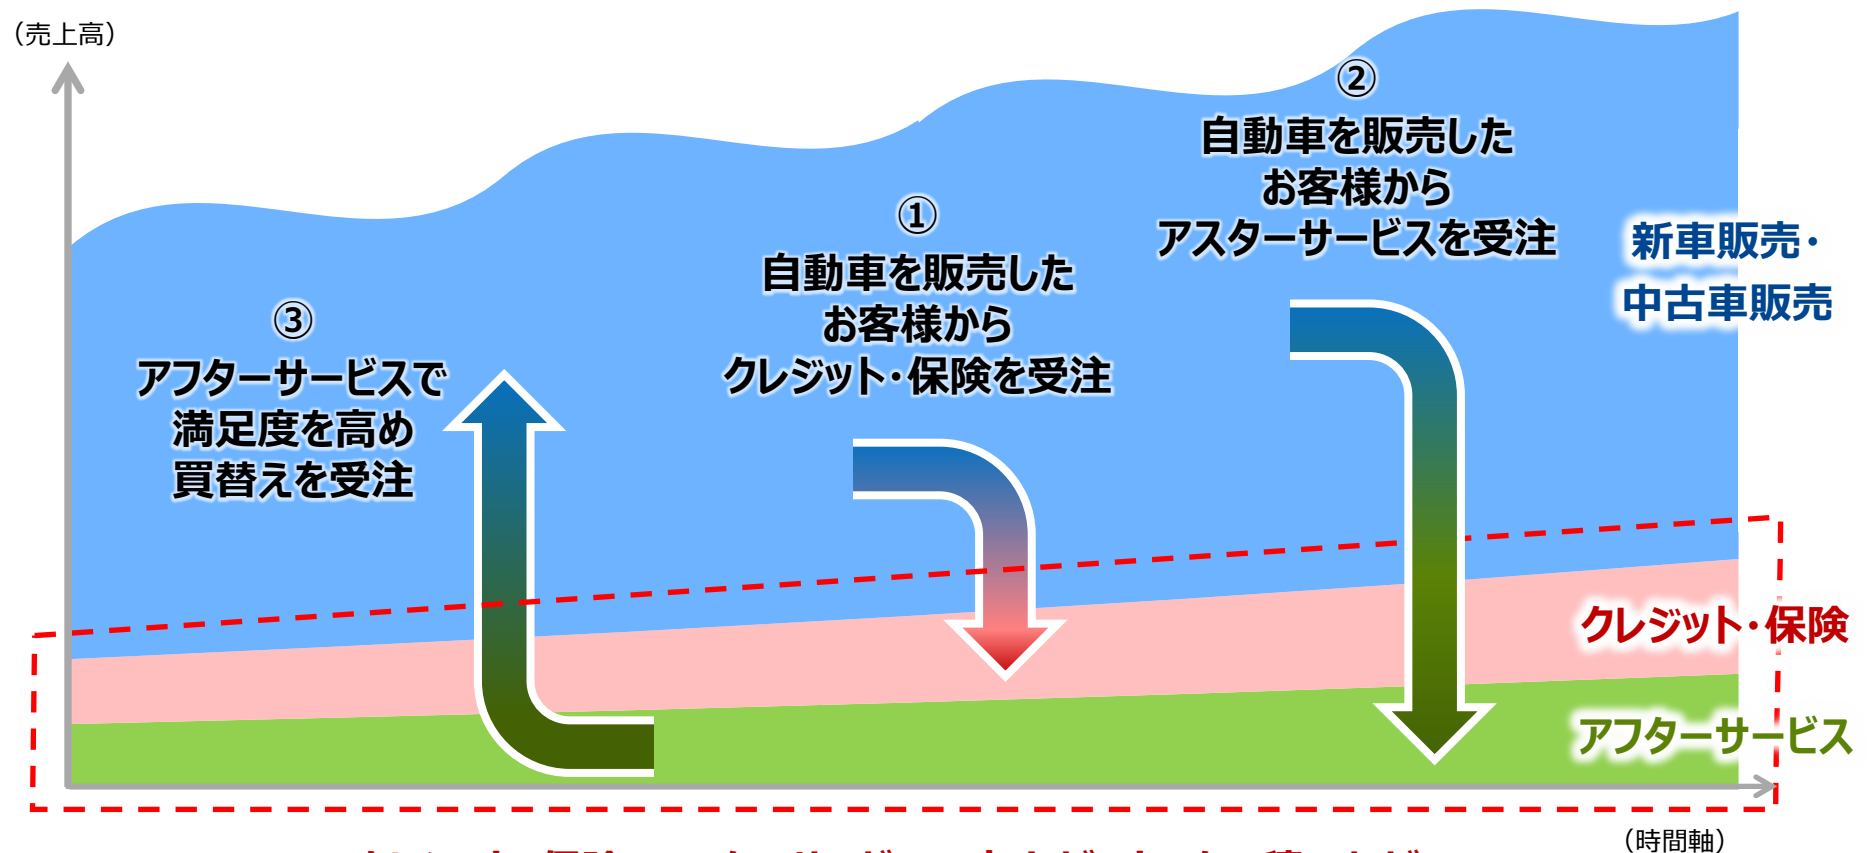 （売上高）
②
自動車を販売した
お客様から
アスターサービスを受注
①
自動車を販売した
お客様から
クレジット・保険を受注
③
アフターサービスで
満足度を高め
買替えを受注
新車販売・
中古車販売
クレジット・保険
アフターサービス
（時間軸）